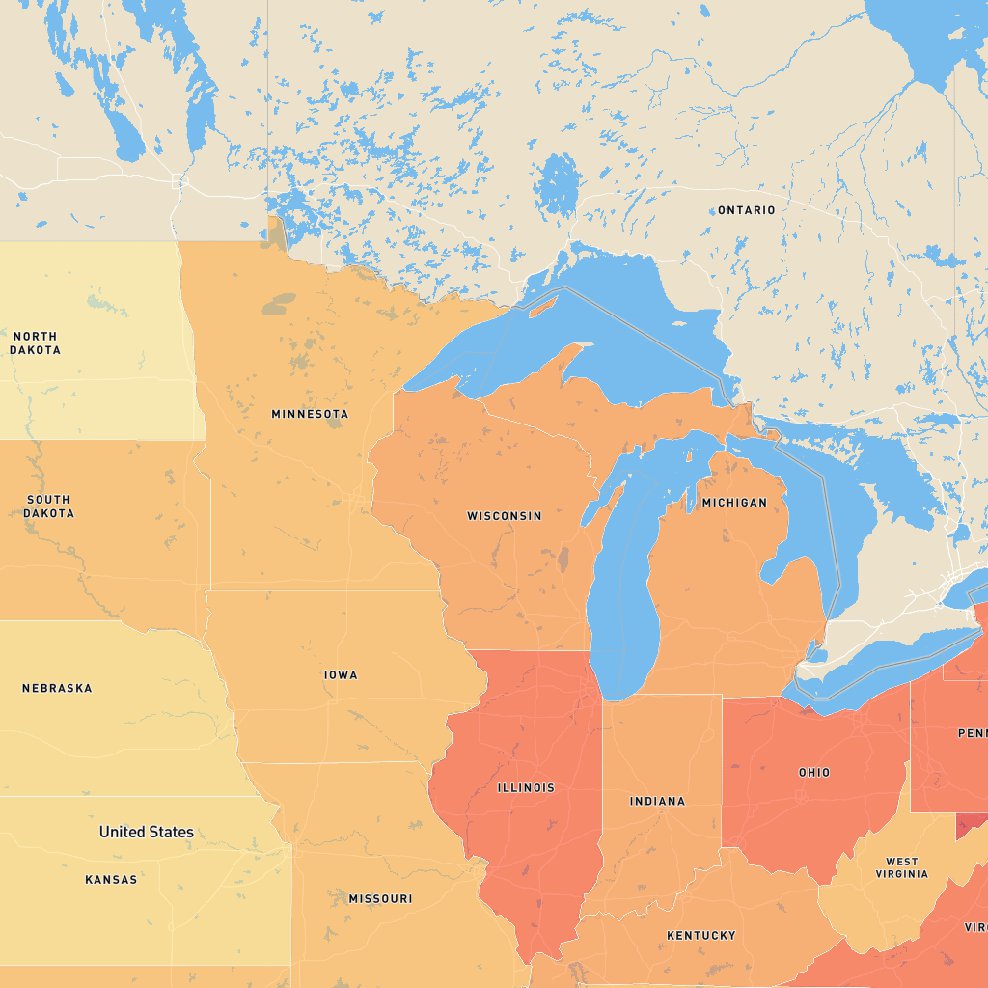 ONTARIO
NORTH
DAKOTA
MINNESOTA
SOUTH
DAKOTA
WISCONSIN
MICHIGAN
NEBRASKA
IOWA
PENN
OHIO
ILLINOIS
INDIANA
United States
KANSAS
WEST
VIRGINIA
MISSOURI
KENTUCKY
VIRG